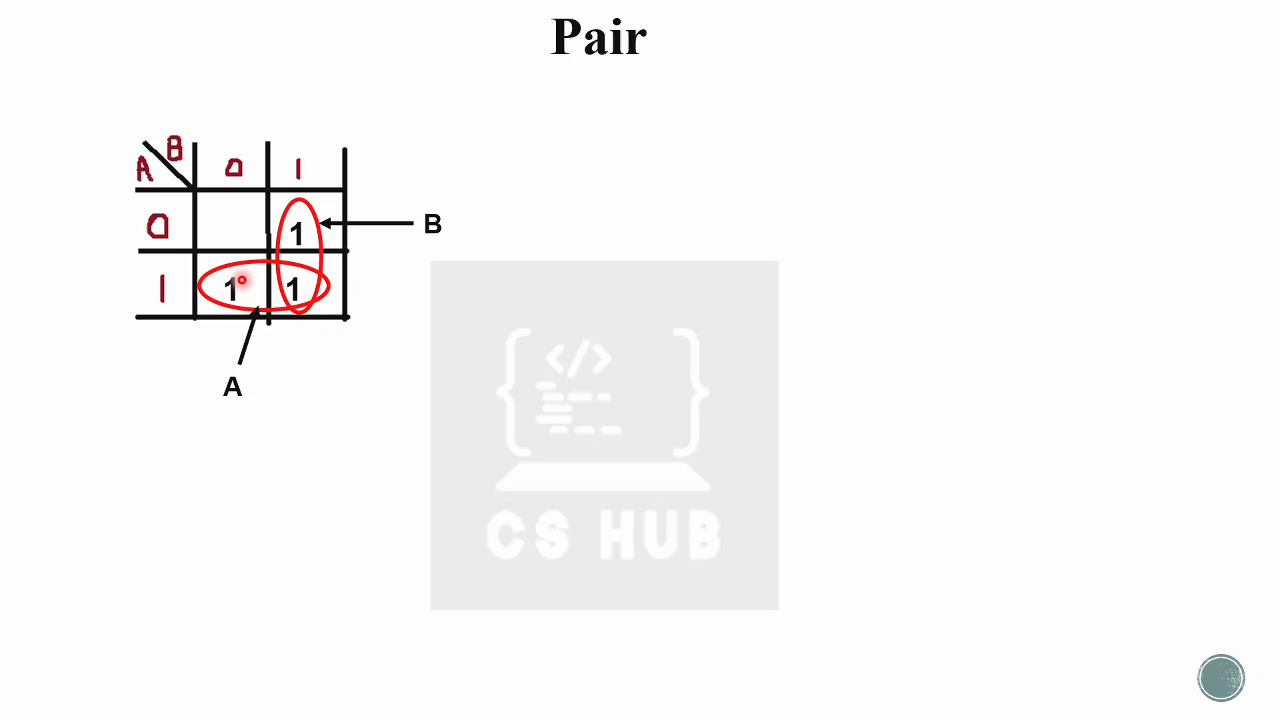 Pair
B
A 0 1
0 1 B
1 1 1
A
</>
CS HUB